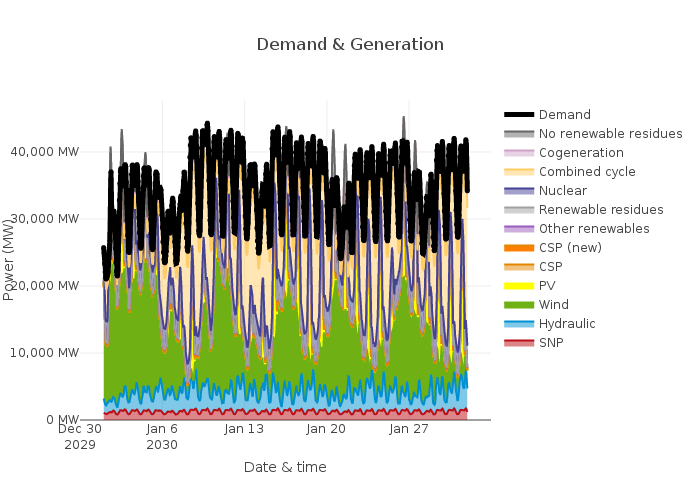 Demand & Generation
Power (MW)
40,000 MW
30,000 MW
20,000 MW
10,000 MW
0 MW
Dec 30 Jan 6 Jan 13 Jan 20 Jan 27
2029 2030
Date & time
Demand
No renewable residues
Cogeneration
Combined cycle
Nuclear
Renewable residues
Other renewables
CSP (new)
CSP
PV
Wind
Hydraulic
SNP